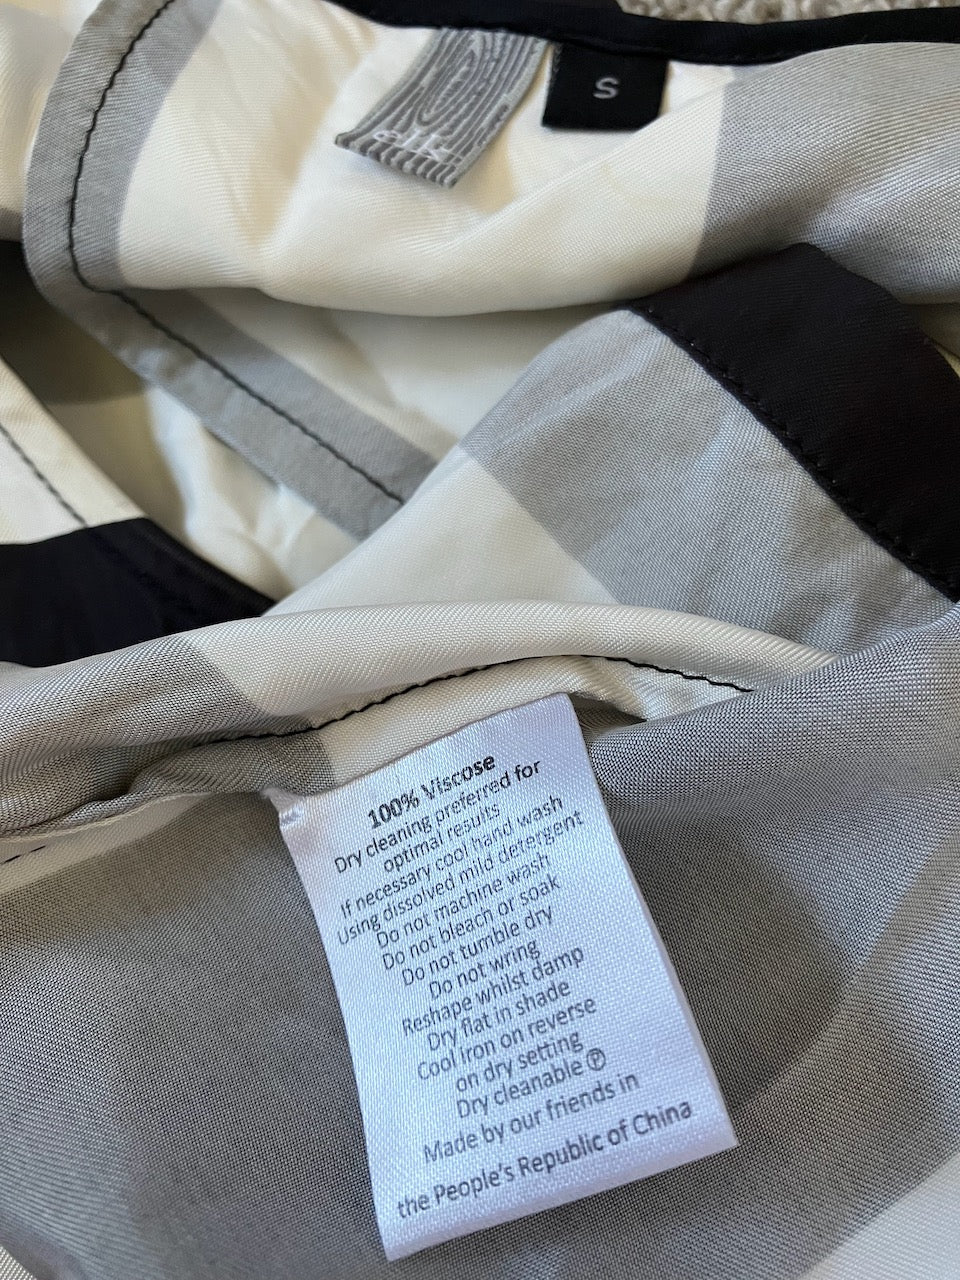 elk
S
100% Viscose
Dry cleaning preferred for
optimal results
If necessary cool hand wash
Using dissolved mild detergent
Do not machine wash
Do not bleach or soak
Do not tumble dry
Do not wring
Reshape whilst damp
Dry flat in shade
Cool iron on reverse
on dry setting
Dry cleanable Ⓟ
Made by our friends in
the People's Republic of China